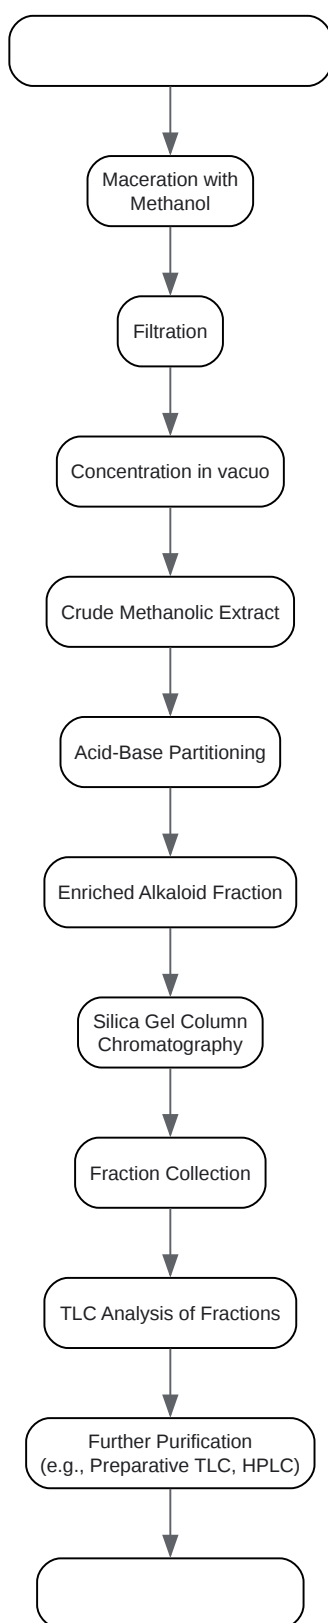 Maceration with
Methanol
Filtration
Concentration in vacuo
Crude Methanolic Extract
Acid-Base Partitioning
Enriched Alkaloid Fraction
Silica Gel Column
Chromatography
Fraction Collection
TLC Analysis of Fractions
Further Purification
(e.g., Preparative TLC, HPLC)